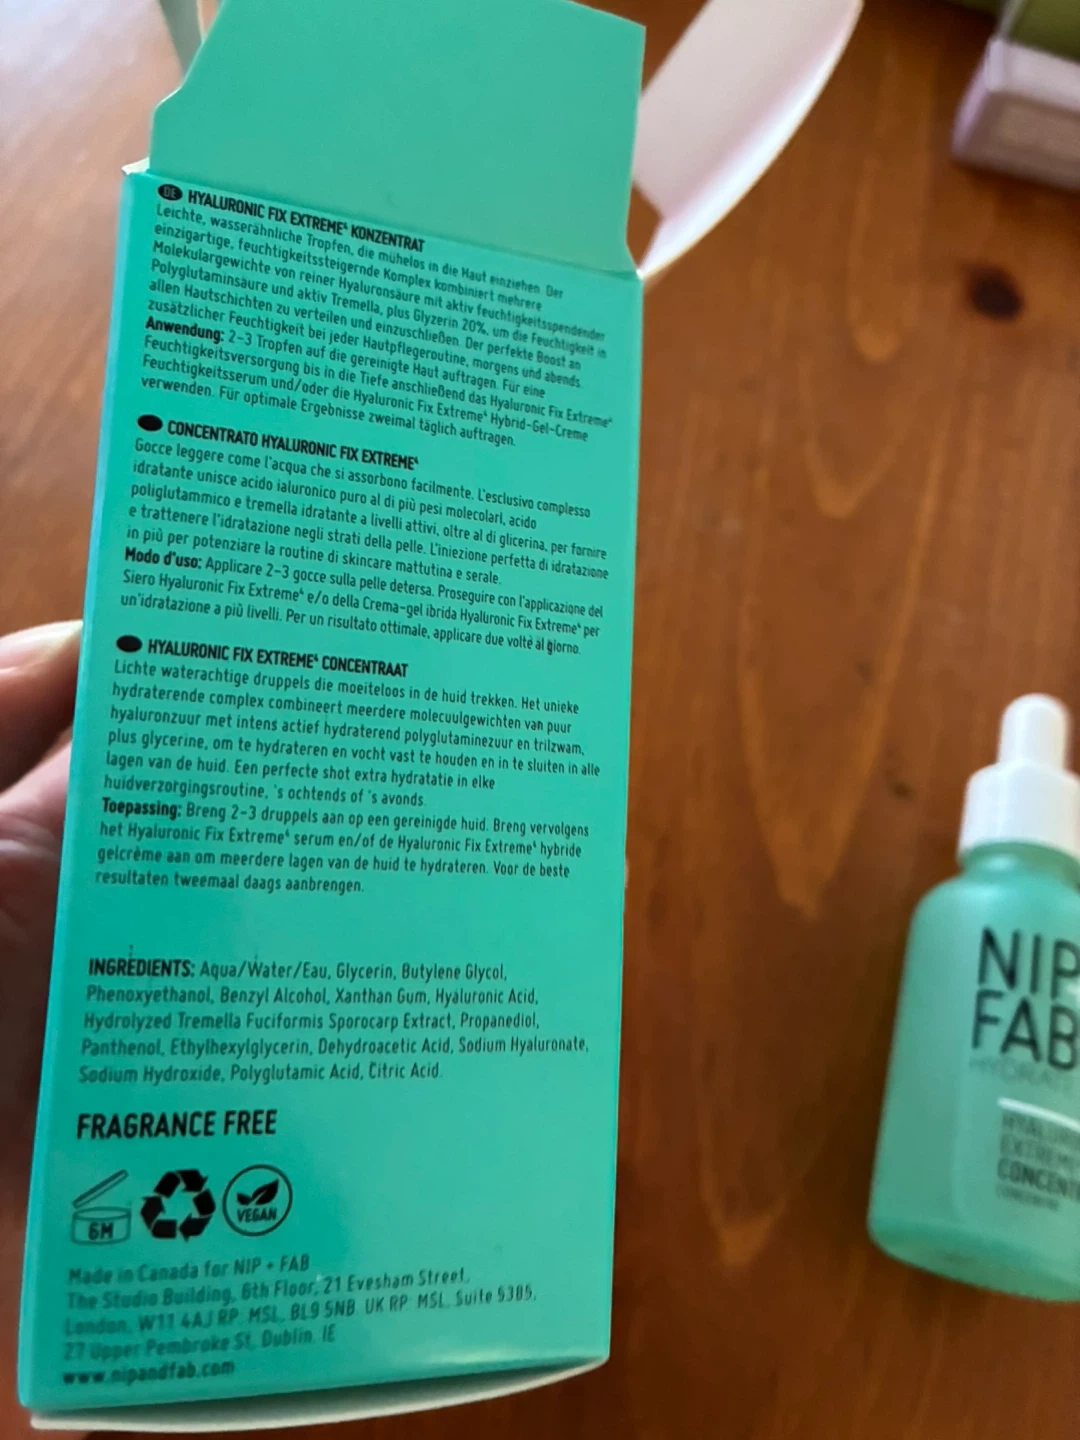 DE HYALURONIC FIX EXTREME⁴ KONZENTRAT
Leichte, wasserähnliche Tropfen, die mühelos in die Haut einziehen. Der
einzigartige, feuchtigkeitssteigernde Komplex kombiniert mehrere
Molekulargewichte von reiner Hyaluronsäure mit aktiv feuchtigkeitsspendender
Polyglutaminsäure und aktiv Tremella, plus Glyzerin 20%, um die Feuchtigkeit in
allen Hautschichten zu verteilen und einzuschließen. Der perfekte Boost an
zusätzlicher Feuchtigkeit bei jeder Hautpflegeroutine, morgens und abends.
Anwendung: 2-3 Tropfen auf die gereinigte Haut auftragen. Für eine
Feuchtigkeitsversorgung bis in die Tiefe anschließend das Hyaluronic Fix Extreme⁴
Feuchtigkeitsserum und/oder die Hyaluronic Fix Extreme⁴ Hybrid-Gel-Creme
verwenden. Für optimale Ergebnisse zweimal täglich auftragen.
CONCENTRATO HYALURONIC FIX EXTREME⁴
Gocce leggere come l'acqua che si assorbono facilmente. L'esclusivo complesso
idratante unisce acido ialuronico puro al di più pesi molecolari, acido
poliglutammico e tremella idratante a livelli attivi, oltre al di glicerina, per fornire
e trattenere l'idratazione negli strati della pelle. L'iniezione perfetta di idratazione
in più per potenziare la routine di skincare mattutina e serale.
Modo d'uso: Applicare 2-3 gocce sulla pelle detersa. Proseguire con l'applicazione del
Siero Hyaluronic Fix Extreme⁴ e/o della Crema-gel ibrida Hyaluronic Fix Extreme⁴ per
un'idratazione a più livelli. Per un risultato ottimale, applicare due volte al giorno.
HYALURONIC FIX EXTREME⁴ CONCENTRAAT
Lichte waterachtige druppels die moeiteloos in de huid trekken. Het unieke
hydraterende complex combineert meerdere molecuulgewichten van puur
hyaluronzuur met intens actief hydraterend polyglutaminezuur en trilzwam,
plus glycerine, om te hydrateren en vocht vast te houden en in te sluiten in alle
lagen van de huid. Een perfecte shot extra hydratatie in elke
huidverzorgingsroutine, 's ochtends of 's avonds.
Toepassing: Breng 2-3 druppels aan op een gereinigde huid. Breng vervolgens
het Hyaluronic Fix Extreme⁴ serum en/of de Hyaluronic Fix Extreme⁴ hybride
gelcrème aan om meerdere lagen van de huid te hydrateren. Voor de beste
resultaten tweemaal daags aanbrengen.
INGREDIENTS: Aqua/Water/Eau, Glycerin, Butylene Glycol,
Phenoxyethanol, Benzyl Alcohol, Xanthan Gum, Hyaluronic Acid,
Hydrolyzed Tremella Fuciformis Sporocarp Extract, Propanediol,
Panthenol, Ethylhexylglycerin, Dehydroacetic Acid, Sodium Hyaluronate,
Sodium Hydroxide, Polyglutamic Acid, Citric Acid.
FRAGRANCE FREE
6M
VEGAN
Made in Canada for NIP + FAB
The Studio Building, 6th Floor, 21 Evesham Street,
London, W11 4AJ RP: MSL, BL9 5NB. UK RP: MSL, Suite 5385,
27 Upper Pembroke St, Dublin. IE
www.nipandfab.com
NIP
FAB
HYDRATE
EXTREME